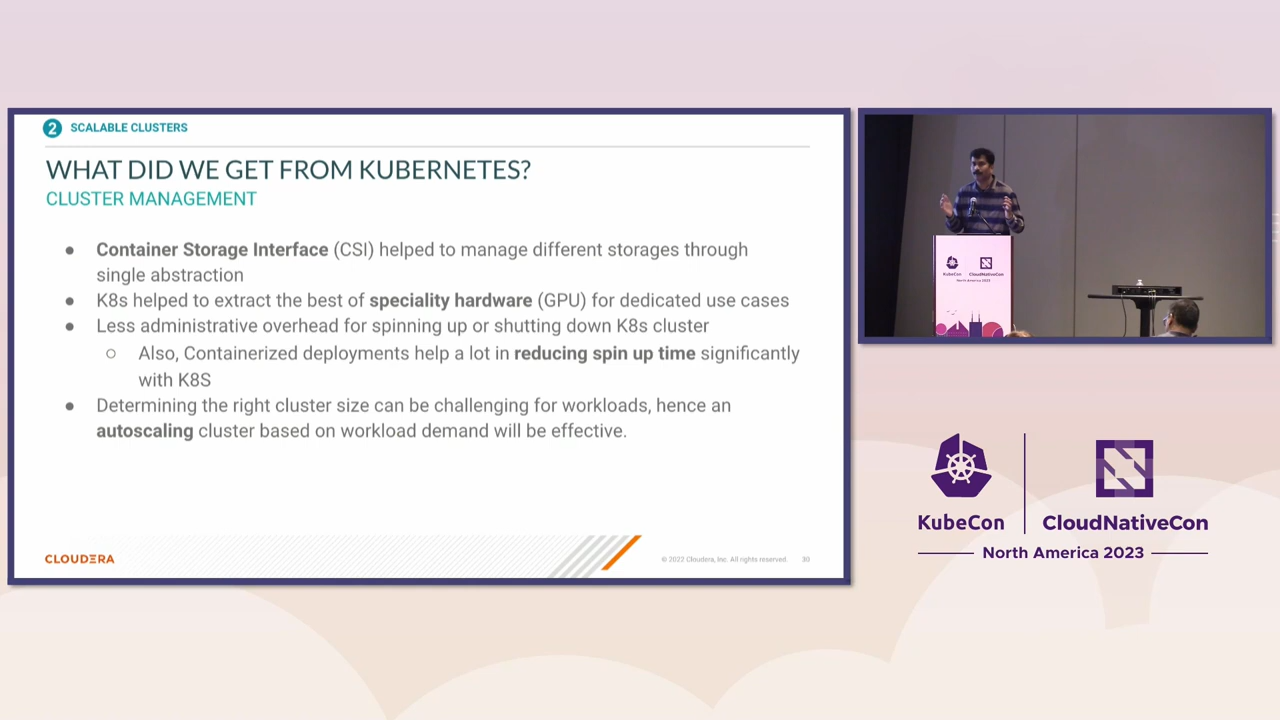 2 SCALABLE CLUSTERS
WHAT DID WE GET FROM KUBERNETES?
CLUSTER MANAGEMENT
● Container Storage Interface (CSI) helped to manage different storages through
single abstraction
● K8s helped to extract the best of speciality hardware (GPU) for dedicated use cases
● Less administrative overhead for spinning up or shutting down K8s cluster
○ Also, Containerized deployments help a lot in reducing spin up time significantly
with K8S
● Determining the right cluster size can be challenging for workloads, hence an
autoscaling cluster based on workload demand will be effective.
CLOUDERA
© 2022 Cloudera, Inc. All rights reserved. 30
KubeCon CloudNativeCon
North America 2023
KubeCon CloudNativeCon
North America 2023